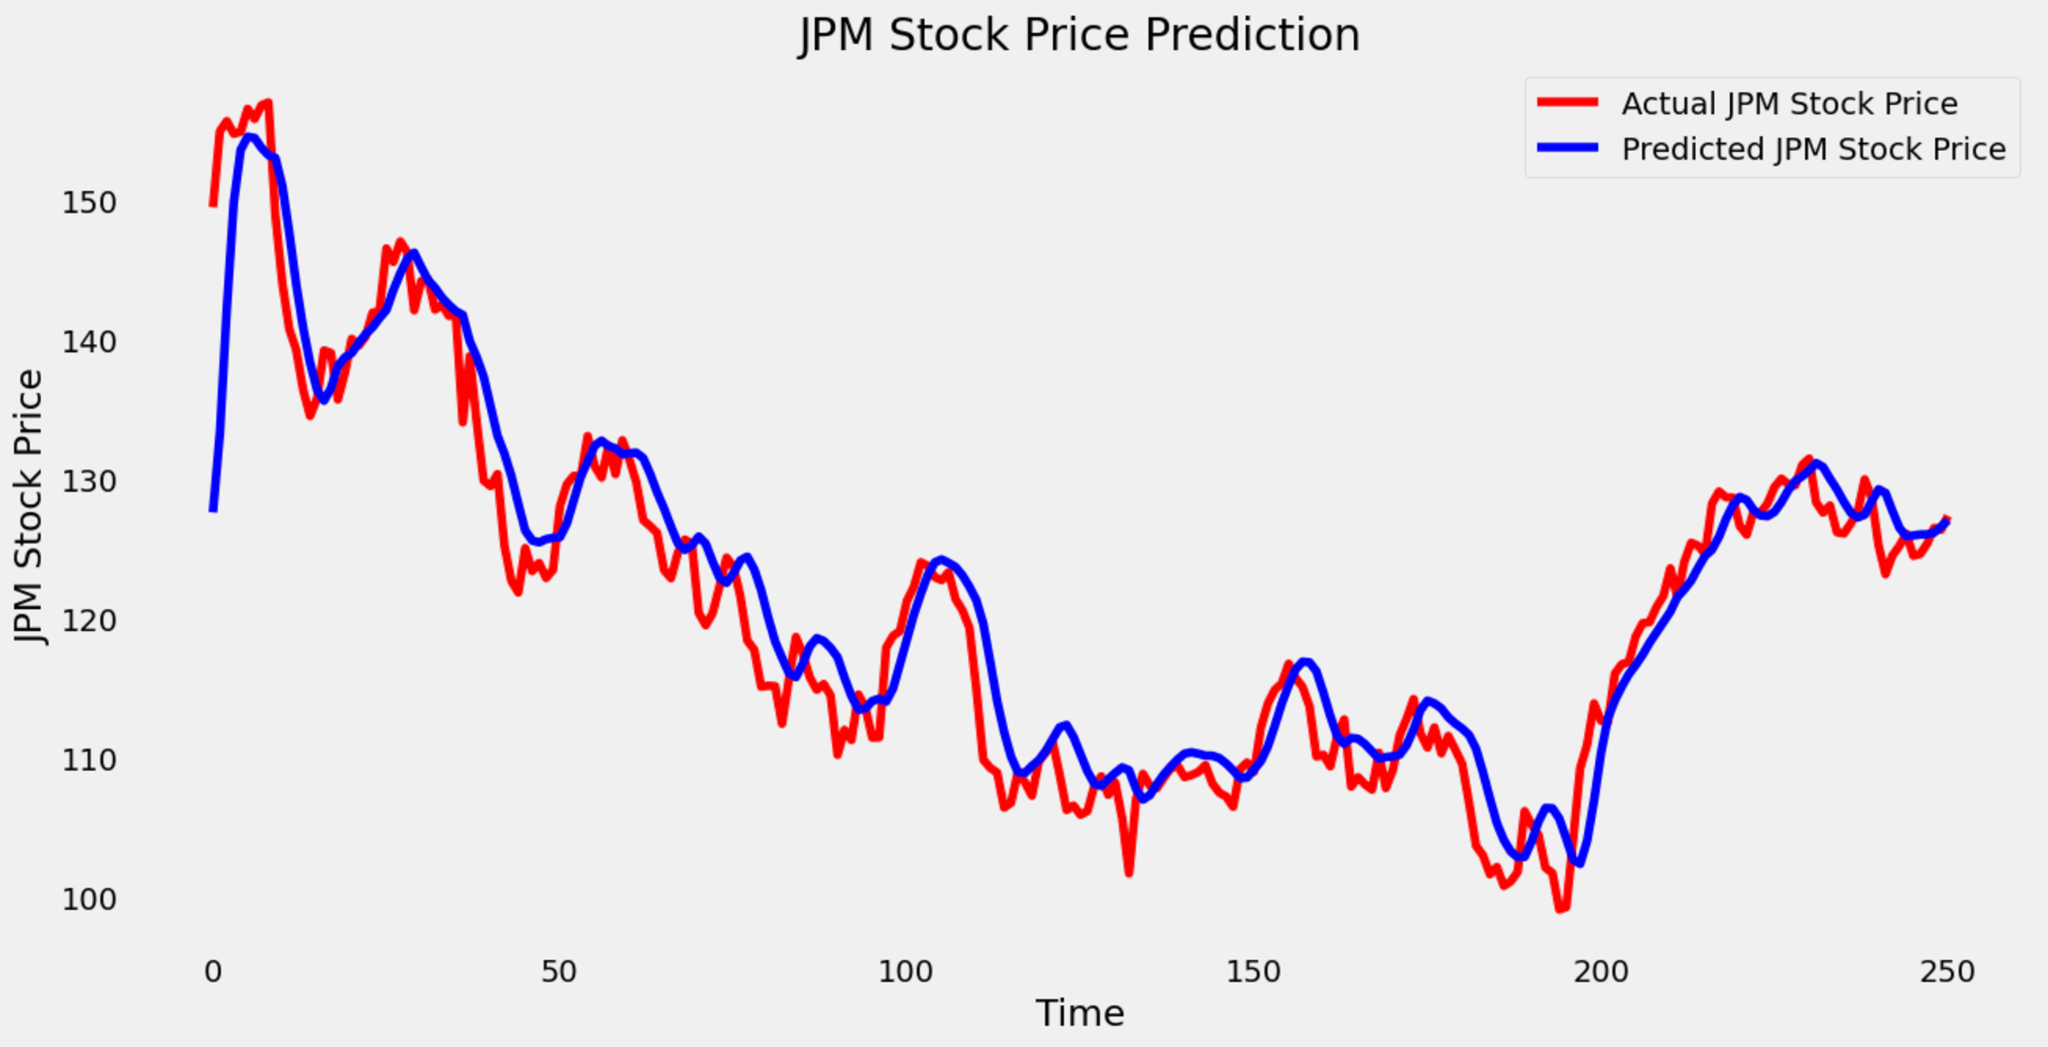 JPM Stock Price Prediction
Actual JPM Stock Price
Predicted JPM Stock Price
JPM Stock Price
150
140
130
120
110
100
0 50 100 150 200 250
Time